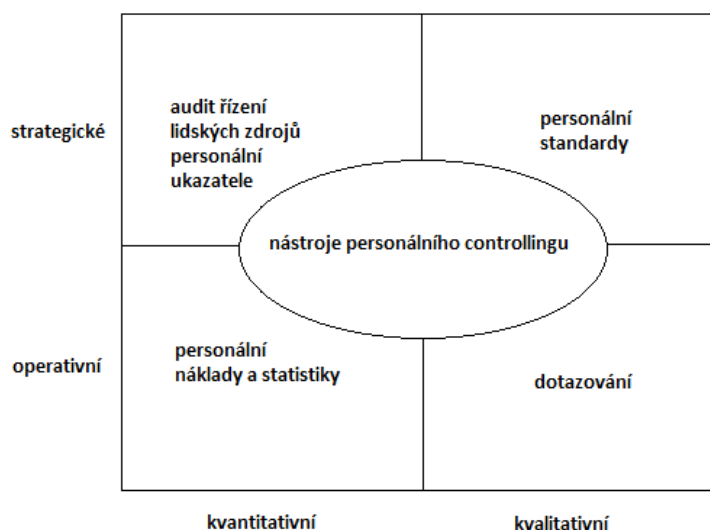 strategické
audit řízení
lidských zdrojů
personální
ukazatele
personální
standardy
nástroje personálního controllingu
operativní
personální
náklady a statistiky
dotazování
kvantitativní
kvalitativní